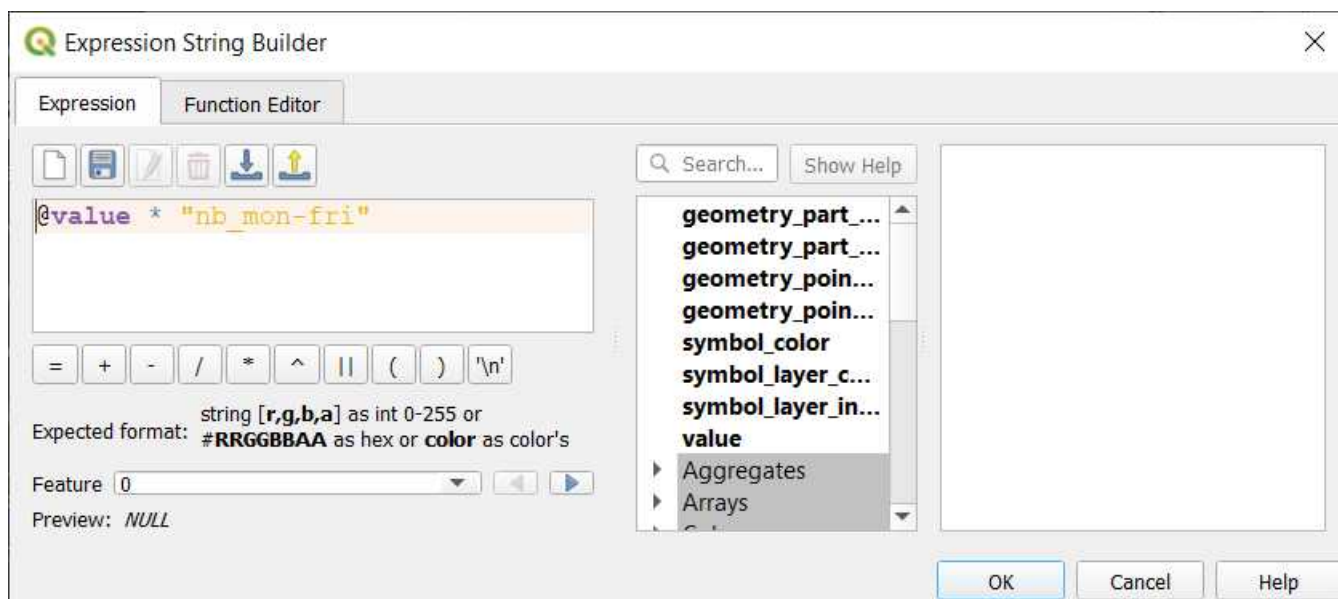 Expression String Builder
Expression
Function Editor
@value * "nb_mon-fri"
= + - / * ^ || ( ) '\n'
Expected format: string [r,g,b,a] as int 0-255 or
#RRGGBBAA as hex or color as color's
Feature 0
Preview: NULL
Search...
Show Help
geometry_part_...
geometry_part_...
geometry_poin...
geometry_poin...
symbol_color
symbol_layer_c...
symbol_layer_in...
value
Aggregates
Arrays
OK
Cancel
Help